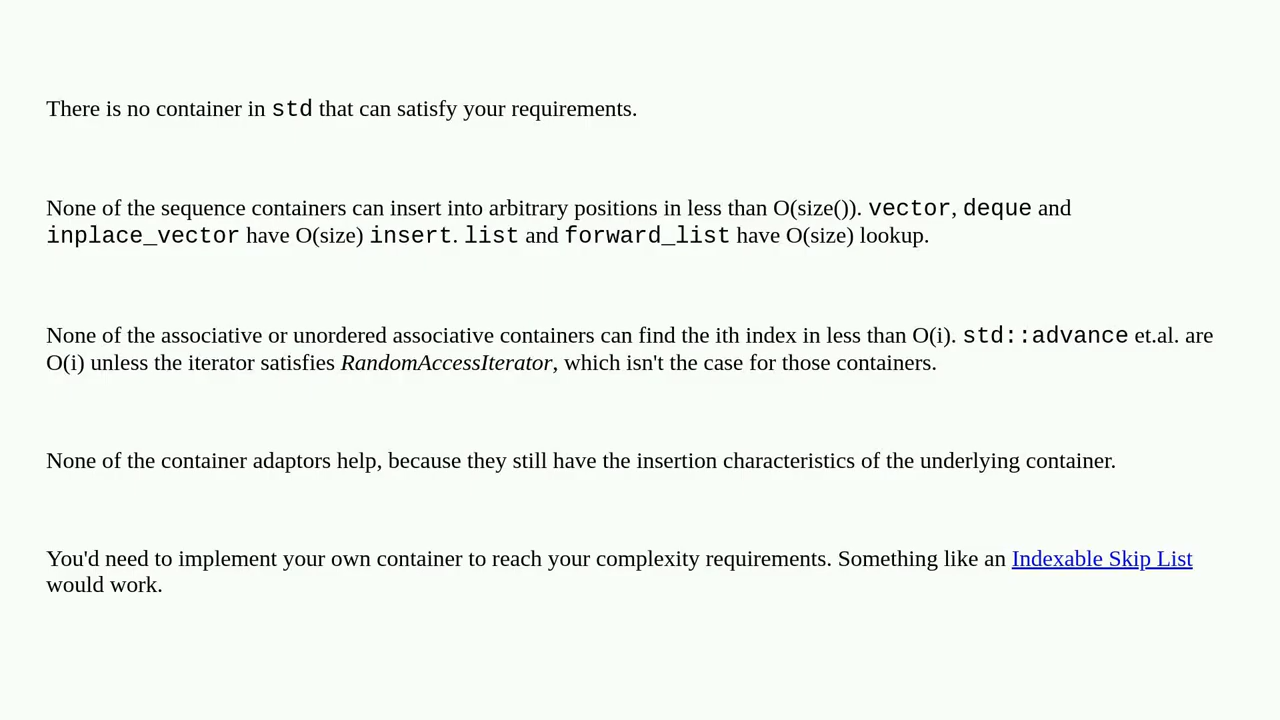 There is no container in std that can satisfy your requirements.
None of the sequence containers can insert into arbitrary positions in less than O(size()). vector, deque and
inplace_vector have O(size) insert. list and forward_list have O(size) lookup.
None of the associative or unordered associative containers can find the ith index in less than O(i). std::advance et.al. are
O(i) unless the iterator satisfies RandomAccessIterator, which isn't the case for those containers.
None of the container adaptors help, because they still have the insertion characteristics of the underlying container.
You'd need to implement your own container to reach your complexity requirements. Something like an Indexable Skip List
would work.